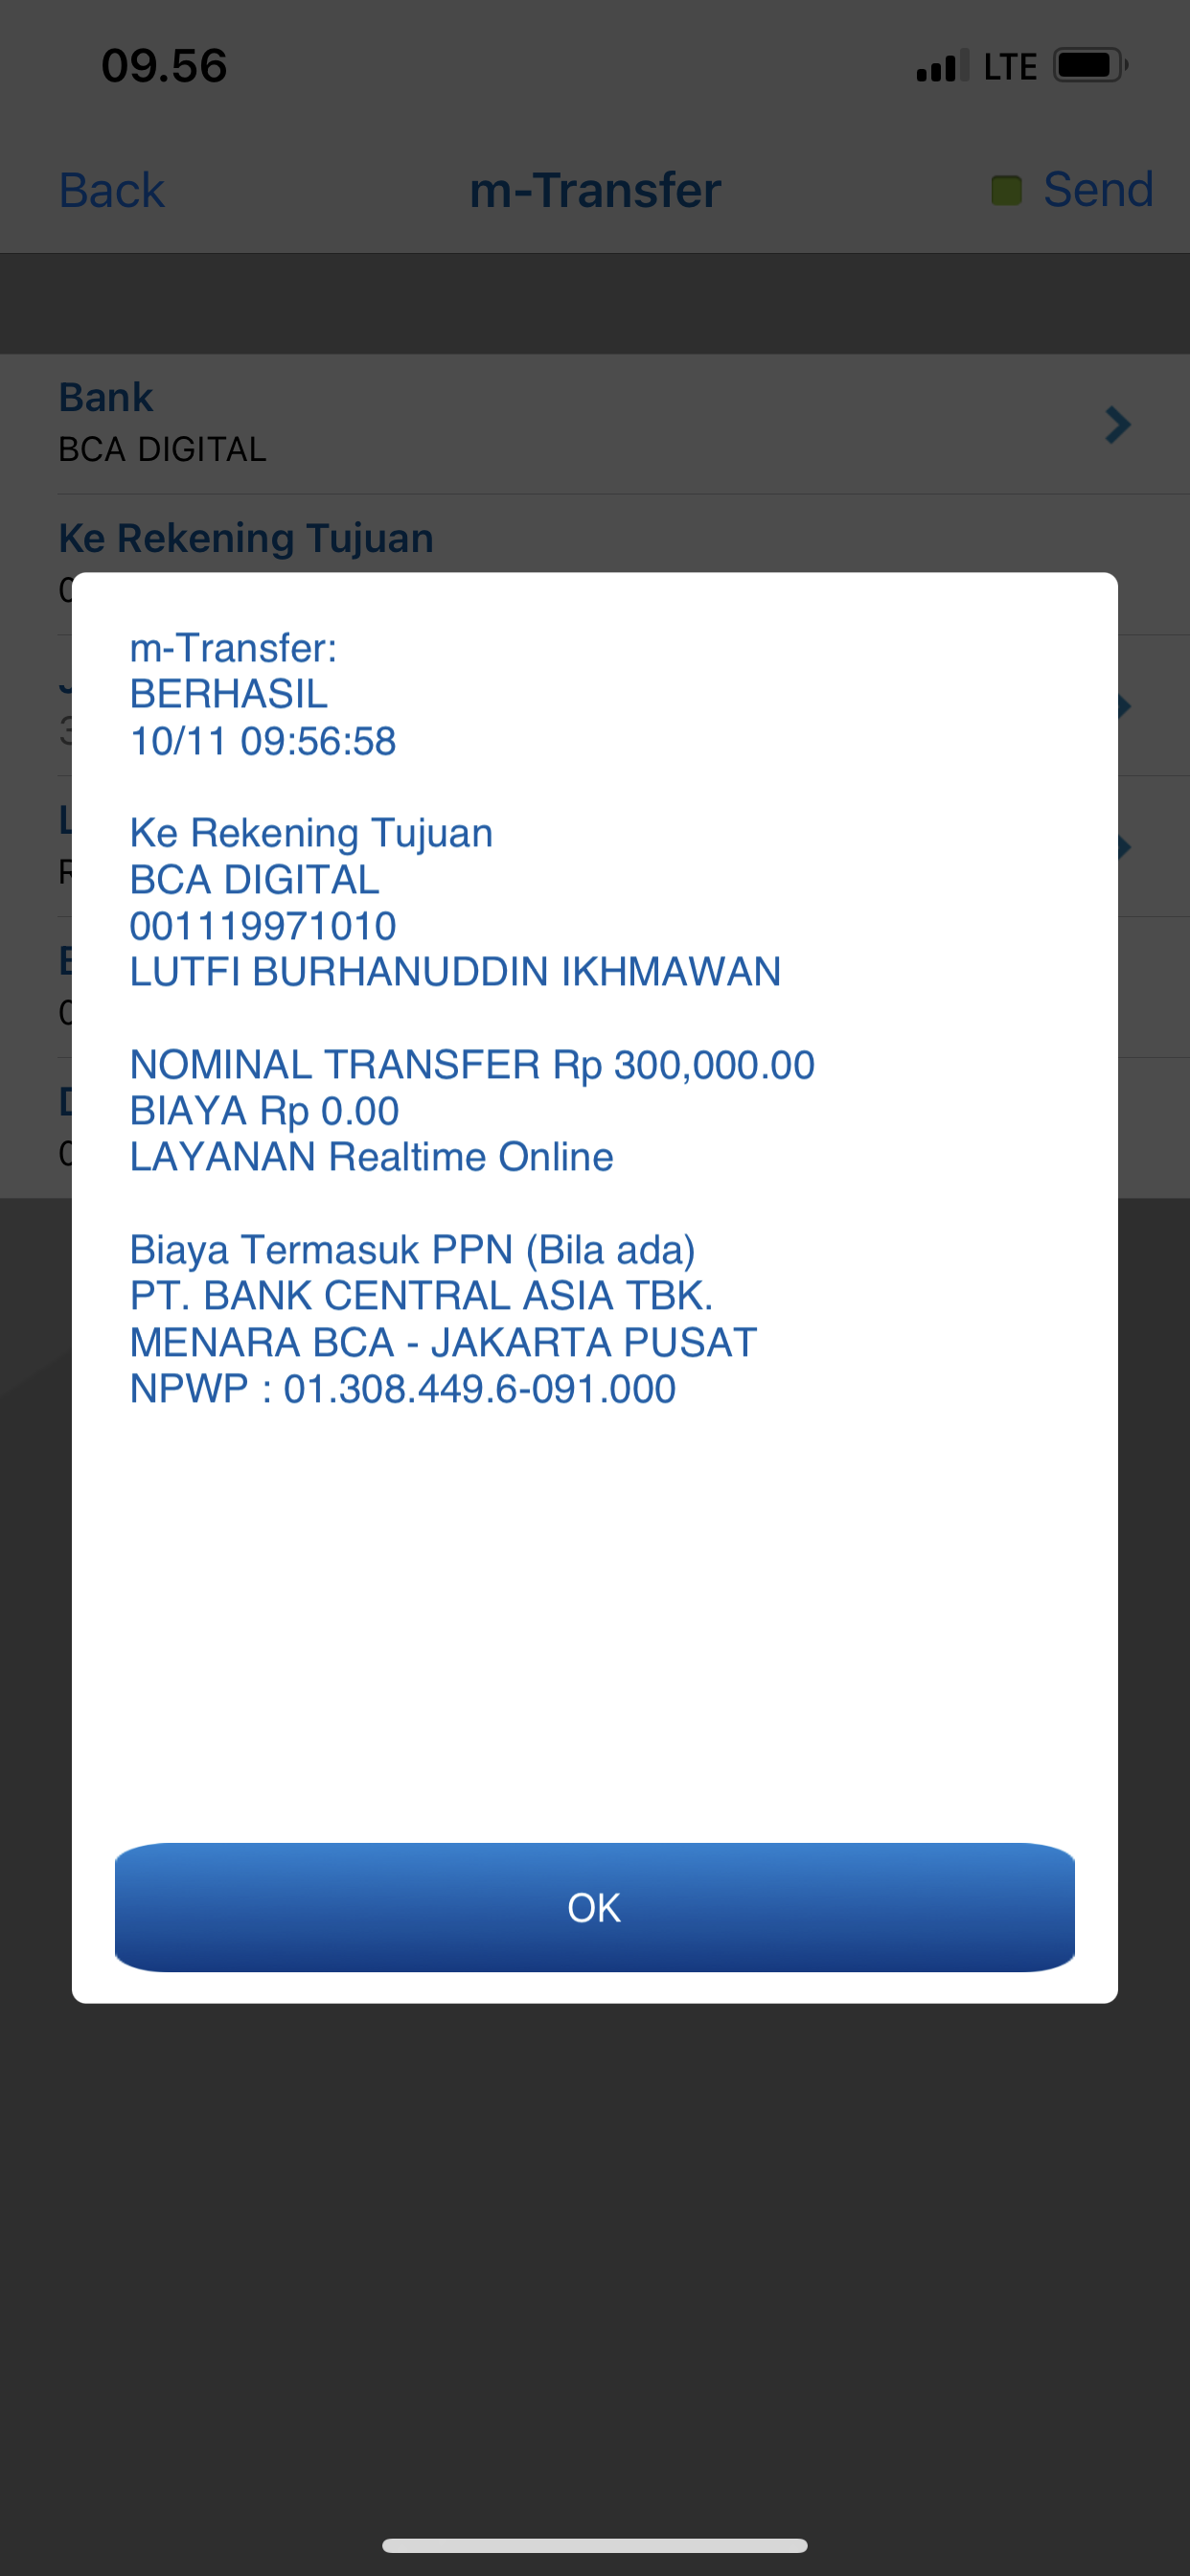 09.56
LTE
Back
m-Transfer
Send
Bank
BCA DIGITAL
Ke Rekening Tujuan
m-Transfer:
BERHASIL
10/11 09:56:58
Ke Rekening Tujuan
BCA DIGITAL
001119971010
LUTFI BURHANUDDIN IKHMAWAN
NOMINAL TRANSFER Rp 300,000.00
BIAYA Rp 0.00
LAYANAN Realtime Online
Biaya Termasuk PPN (Bila ada)
PT. BANK CENTRAL ASIA TBK.
MENARA BCA - JAKARTA PUSAT
NPWP : 01.308.449.6-091.000
OK